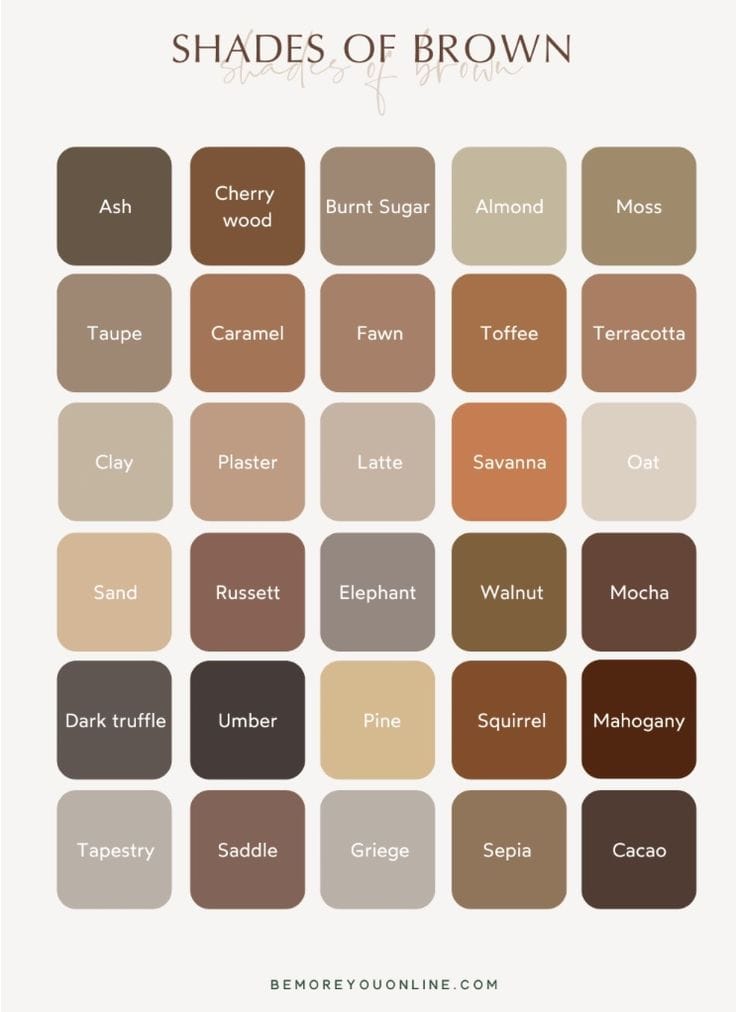 SHADES OF BROWN
shades of brown
Ash
Cherry
wood
Burnt Sugar
Almond
Moss
Taupe
Caramel
Fawn
Toffee
Terracotta
Clay
Plaster
Latte
Savanna
Oat
Sand
Russett
Elephant
Walnut
Mocha
Dark truffle
Umber
Pine
Squirrel
Mahogany
Tapestry
Saddle
Griege
Sepia
Cacao
BEMOREYOUONLINE.COM